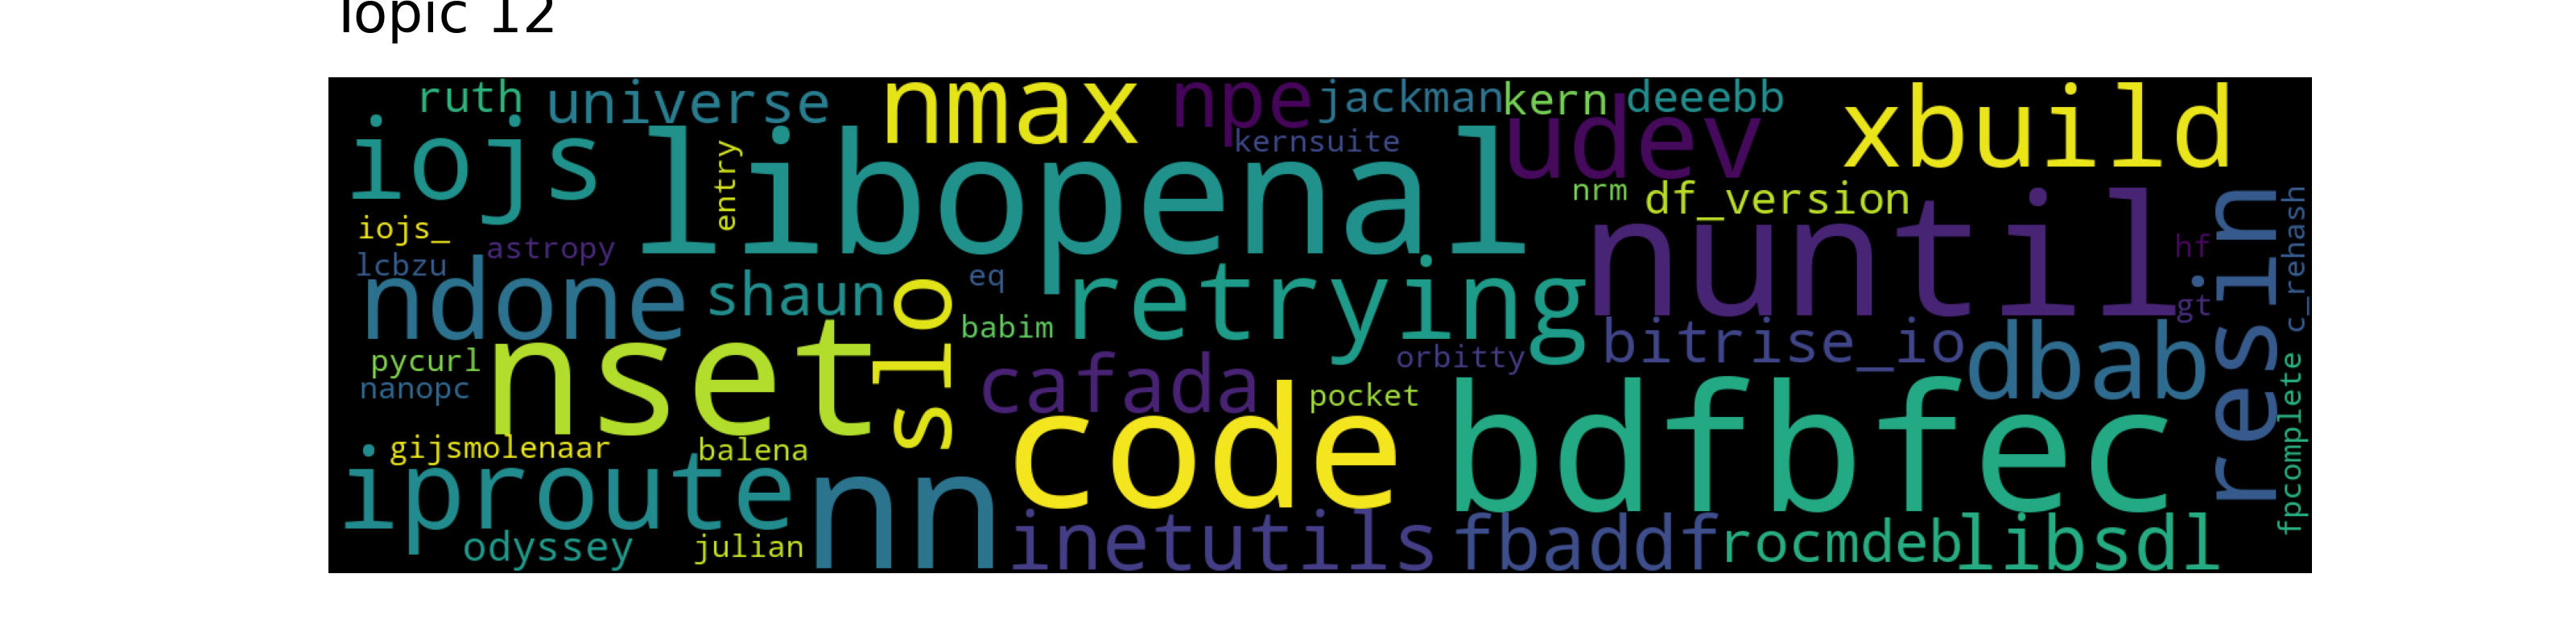 Topic 12
ruth universe nmax npe jackman kern deeebb xbuild
kernsuite udev
iojs libopenal entry nrm df_version
iojs_ astropy nuntil hf resin c_rehash
lcbzu ndone shaun slo eq retrying gt
babim bitrise_io dbab
pycurl nset cafada orbitty
nanopc code pocket bdfbfec fpcomplete
gijsmolenaar balena
iproute nn
odyssey julian inetutils fbaddf rocmdeb libsdl